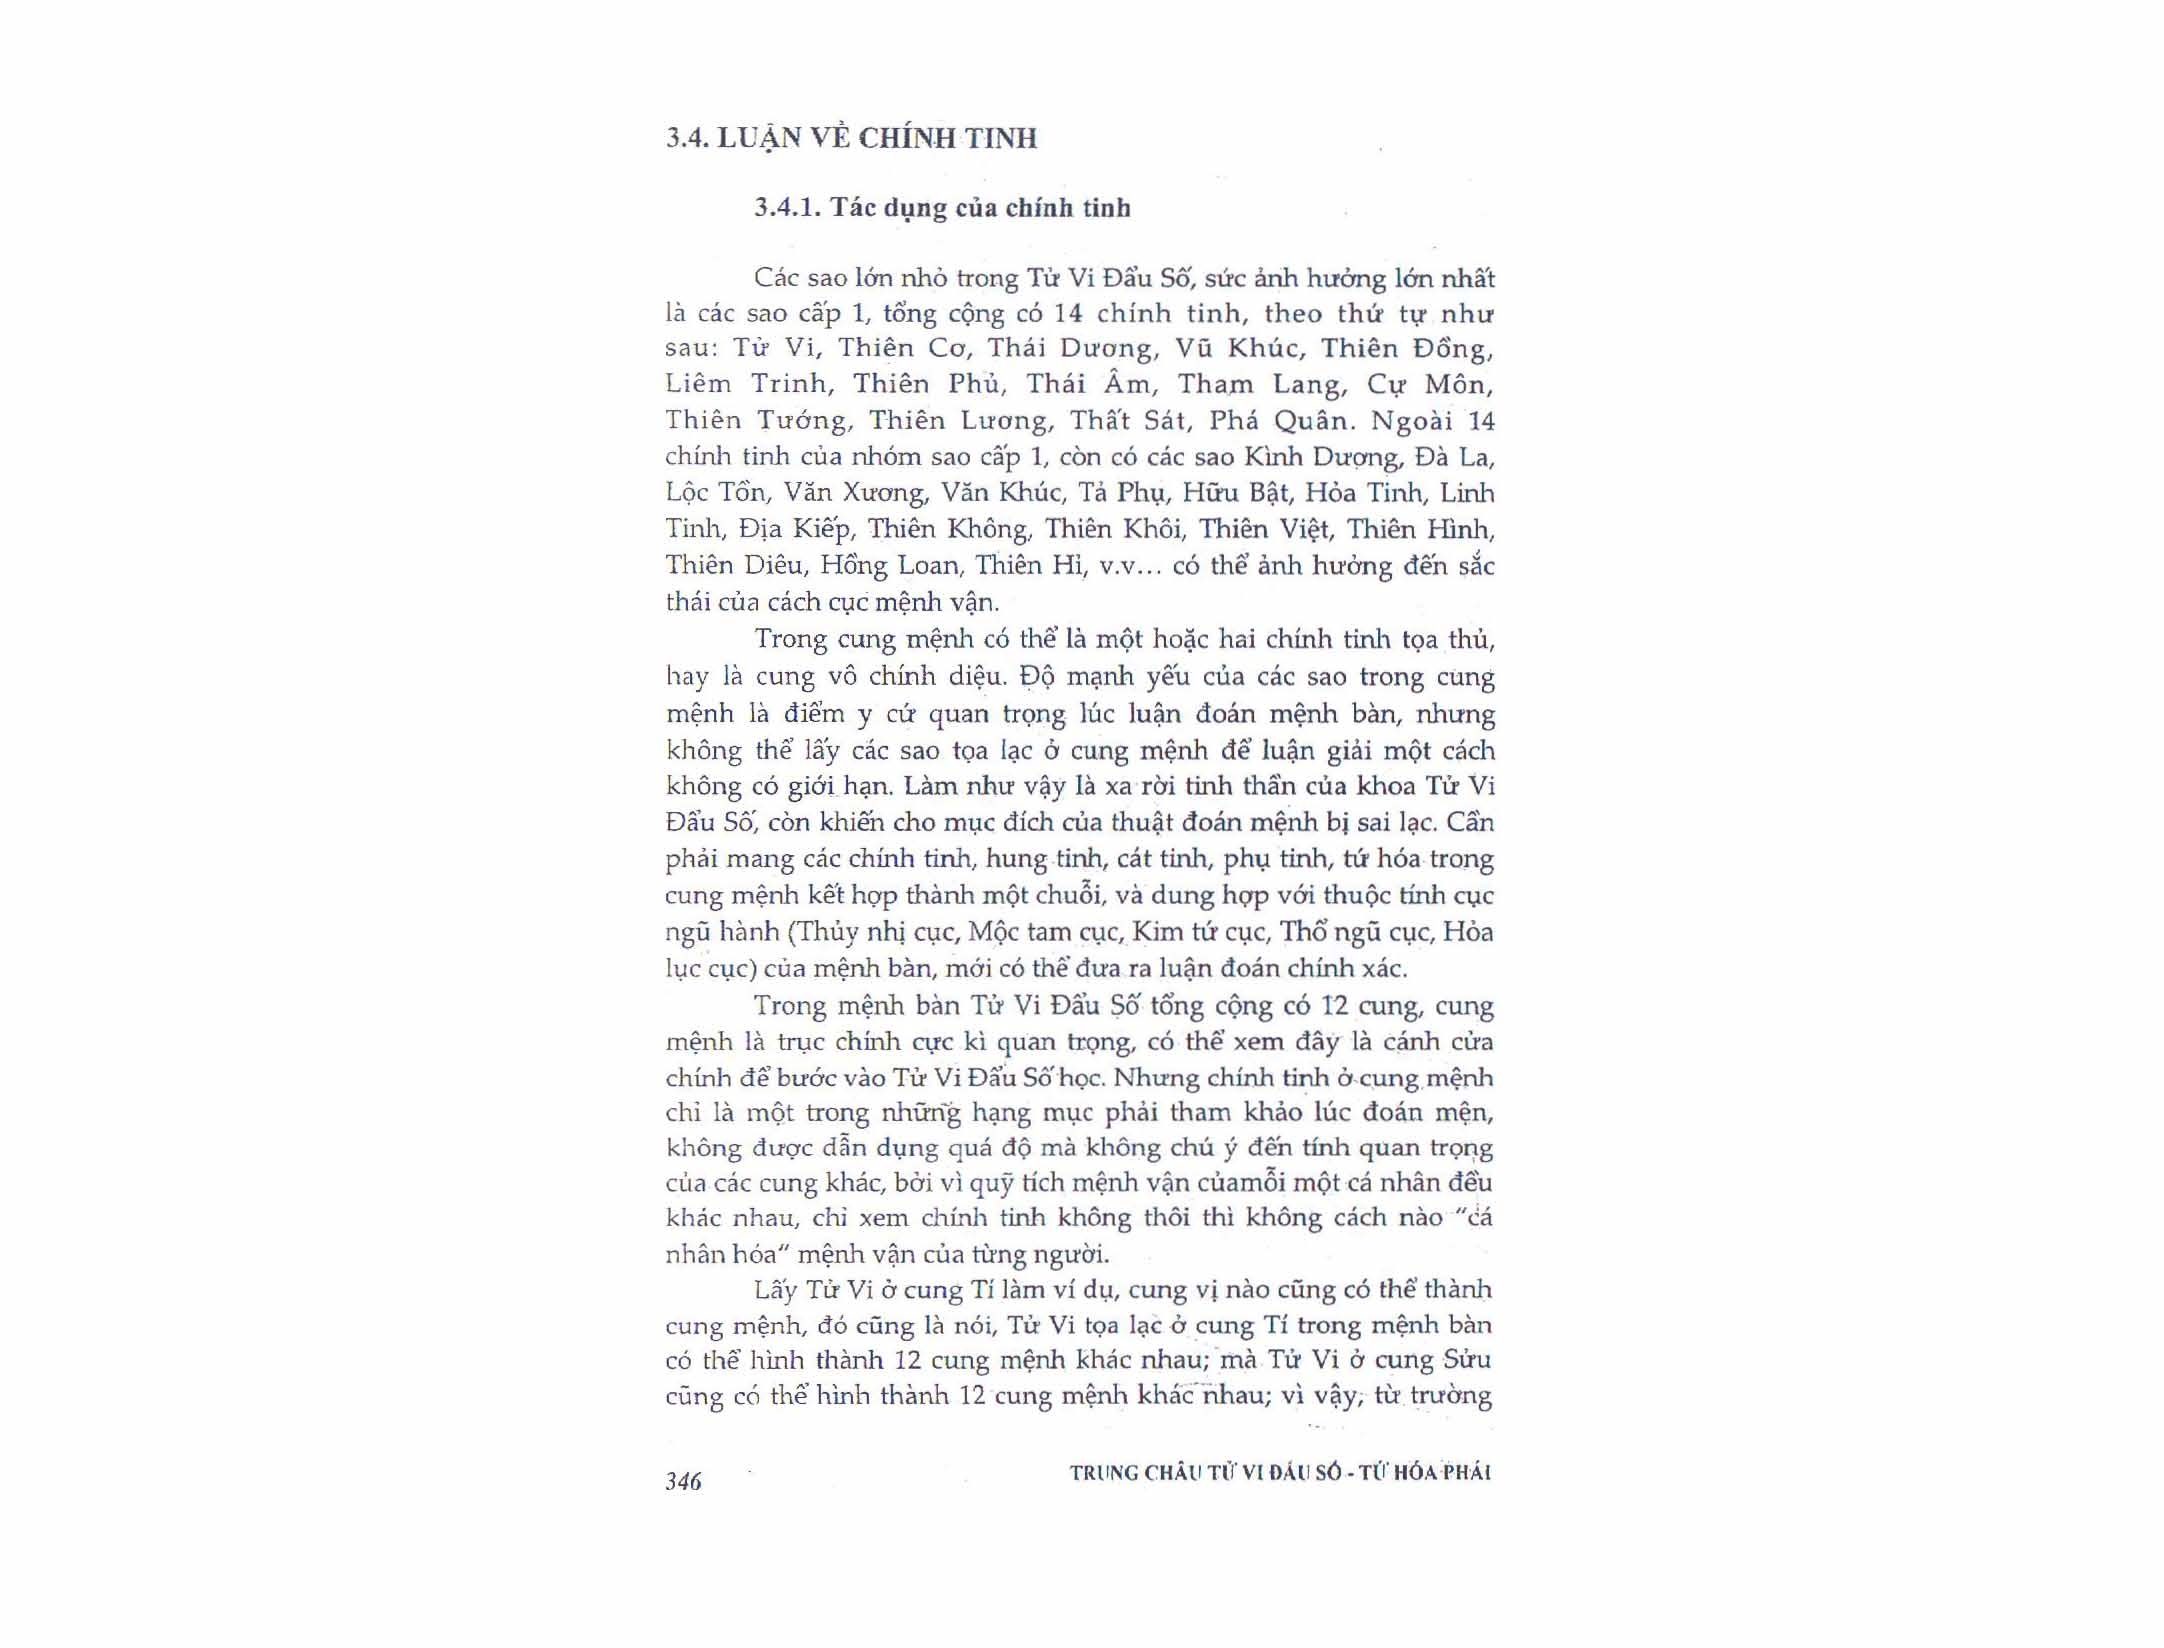 3.4. LUẬN VỀ CHÍNH TINH
3.4.1. Tác dụng của chính tinh
Các sao lớn nhỏ trong Tử Vi Đẩu Số, sức ảnh hưởng lớn nhất
là các sao cấp 1, tổng cộng có 14 chính tinh, theo thứ tự như
sau: Tử Vi, Thiên Cơ, Thái Dương, Vũ Khúc, Thiên Đồng,
Liêm Trinh, Thiên Phủ, Thái Âm, Tham Lang, Cự Môn,
Thiên Tướng, Thiên Lương, Thất Sát, Phá Quân. Ngoài 14
chính tinh của nhóm sao cấp 1, còn có các sao Kình Dương, Đà La,
Lộc Tồn, Văn Xương, Văn Khúc, Tả Phụ, Hữu Bật, Hỏa Tinh, Linh
Tinh, Địa Kiếp, Thiên Không, Thiên Khôi, Thiên Việt, Thiên Hình,
Thiên Diêu, Hồng Loan, Thiên Hỉ, v.v... có thể ảnh hưởng đến sắc
thái của cách cục mệnh vận.
Trong cung mệnh có thể là một hoặc hai chính tinh tọa thủ,
hay là cung vô chính diệu. Độ mạnh yếu của các sao trong cung
mệnh là điểm y cứ quan trọng lúc luận đoán mệnh bàn, nhưng
không thể lấy các sao tọa lạc ở cung mệnh để luận giải một cách
không có giới hạn. Làm như vậy là xa rời tinh thần của khoa Tử Vi
Đẩu Số, còn khiến cho mục đích của thuật đoán mệnh bị sai lạc. Cần
phải mang các chính tinh, hung tinh, cát tinh, phụ tinh, tứ hóa trong
cung mệnh kết hợp thành một chuỗi, và dung hợp với thuộc tính cục
ngũ hành (Thủy nhị cục, Mộc tam cục, Kim tứ cục, Thổ ngũ cục, Hỏa
lục cục) của mệnh bàn, mới có thể đưa ra luận đoán chính xác.
Trong mệnh bàn Tử Vi Đẩu Số tổng cộng có 12 cung, cung
mệnh là trục chính cực kì quan trọng, có thể xem đây là cánh cửa
chính để bước vào Tử Vi Đẩu Số học. Nhưng chính tinh ở cung mệnh
chỉ là một trong những hạng mục phải tham khảo lúc đoán mện,
không được dẫn dụng quá độ mà không chú ý đến tính quan trọng
của các cung khác, bởi vì quỹ tích mệnh vận củamỗi một cá nhân đều
khác nhau, chỉ xem chính tinh không thôi thì không cách nào "cá
nhân hóa" mệnh vận của từng người.
Lấy Tử Vi ở cung Tí làm ví dụ, cung vị nào cũng có thể thành
cung mệnh, đó cũng là nói, Tử Vi tọa lạc ở cung Tí trong mệnh bàn
có thể hình thành 12 cung mệnh khác nhau; mà Tử Vi ở cung Sửu
cũng có thể hình thành 12 cung mệnh khác nhau; vì vậy, từ trường
346
TRUNG CHÂU TỬ VI ĐẨU SỐ - TỨ HÓA PHÁI